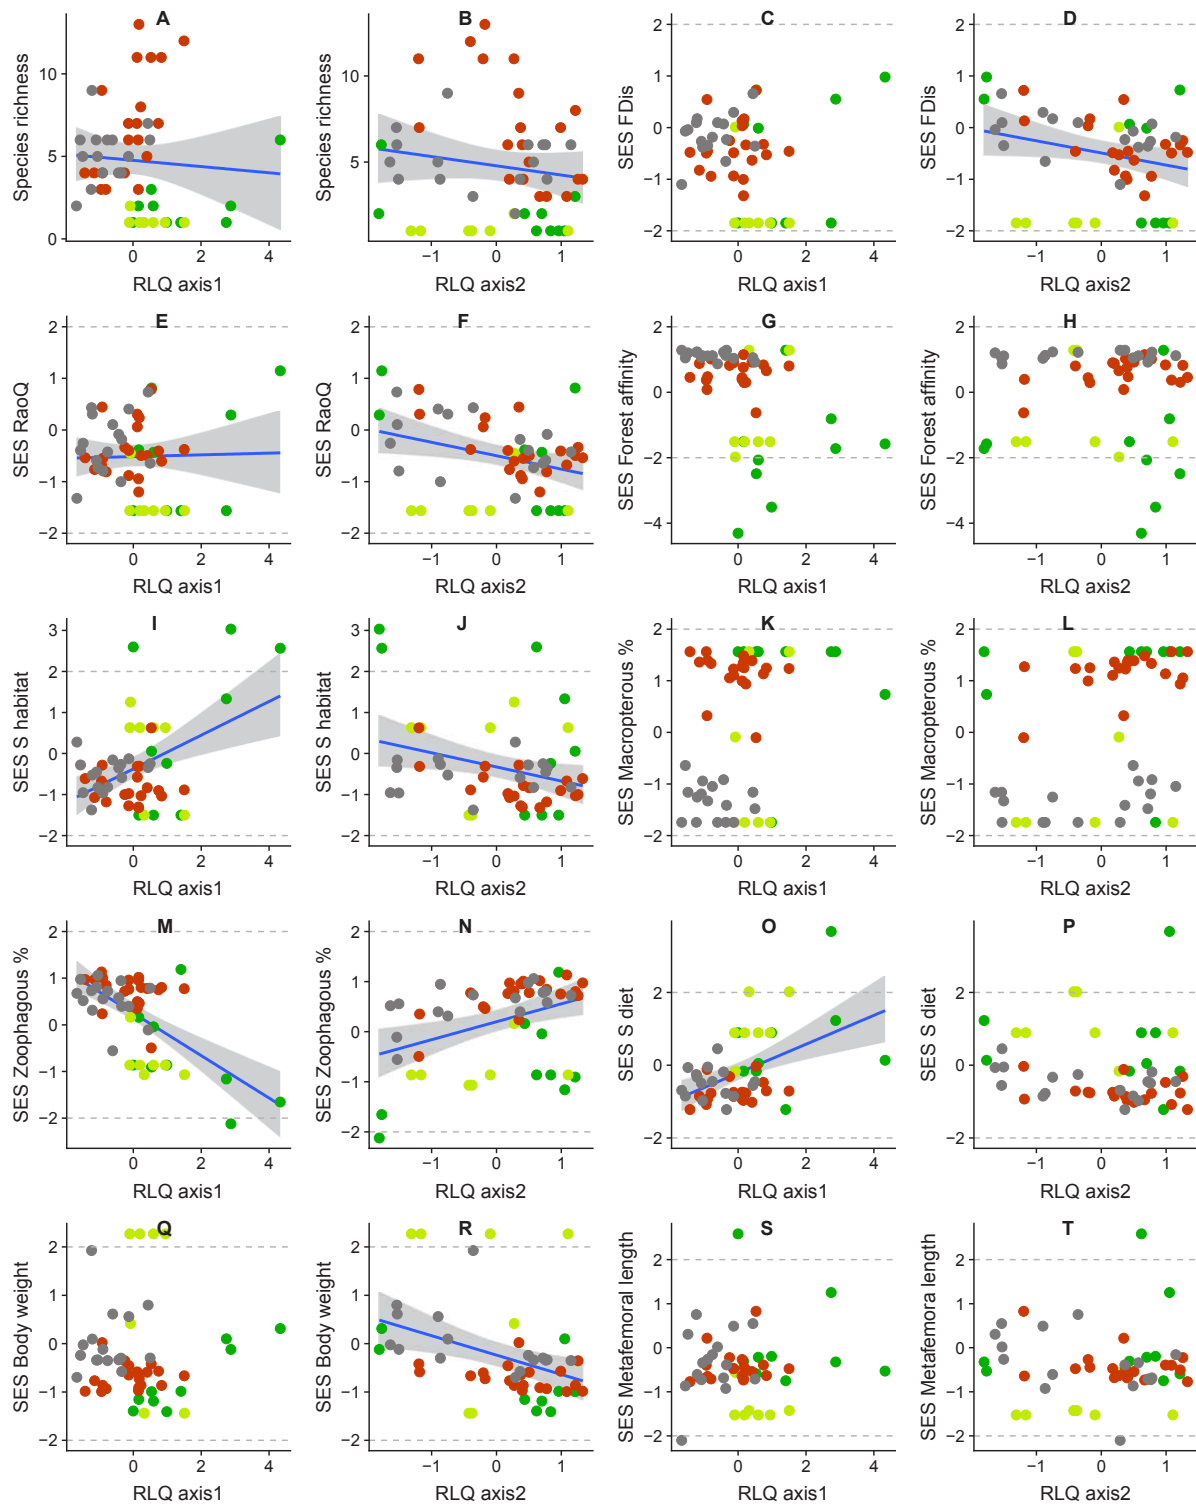 A
B
C
D
Species richness
10
5
0
0
2
4
RLQ axis1
Species richness
10
5
−1
0
1
RLQ axis2
SES FDis
2
1
0
−1
−2
0
2
4
RLQ axis1
SES FDis
2
1
0
−1
−2
−1
0
1
RLQ axis2
E
F
G
H
SES RaoQ
2
1
0
−1
−2
0
2
4
RLQ axis1
SES RaoQ
2
1
0
−1
−2
−1
0
1
RLQ axis2
SES Forest affinity
2
0
−2
−4
0
2
4
RLQ axis1
SES Forest affinity
2
0
−2
−4
−1
0
1
RLQ axis2
I
J
K
L
SES S habitat
3
2
1
0
−1
−2
0
2
4
RLQ axis1
SES S habitat
3
2
1
0
−1
−2
−1
0
1
RLQ axis2
SES Macropterous %
2
1
0
−1
−2
0
2
4
RLQ axis1
SES Macropterous %
2
1
0
−1
−2
−1
0
1
RLQ axis2
M
N
O
P
SES Zoophagous %
2
1
0
−1
−2
0
2
4
RLQ axis1
SES Zoophagous %
2
1
0
−1
−2
−1
0
1
RLQ axis2
SES S diet
2
0
−2
0
2
4
RLQ axis1
SES S diet
2
0
−2
−1
0
1
RLQ axis2
Q
R
S
T
SES Body weight
2
1
0
−1
−2
0
2
4
RLQ axis1
SES Body weight
2
1
0
−1
−2
−1
0
1
RLQ axis2
SES Metafemoral length
2
1
0
−1
−2
0
2
4
RLQ axis1
SES Metafemora length
2
1
0
−1
−2
−1
0
1
RLQ axis2